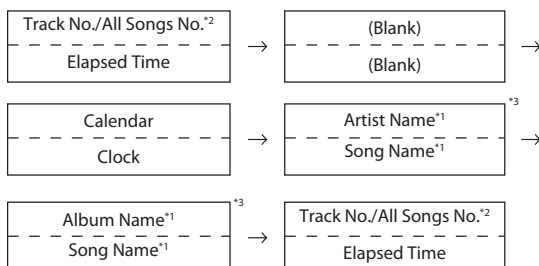 Track No./All Songs No.*2
Elapsed Time
(Blank)
(Blank)
Calendar
Clock
Artist Name*1
Song Name*1
*3
Album Name*1
Song Name*1
*3
Track No./All Songs No.*2
Elapsed Time